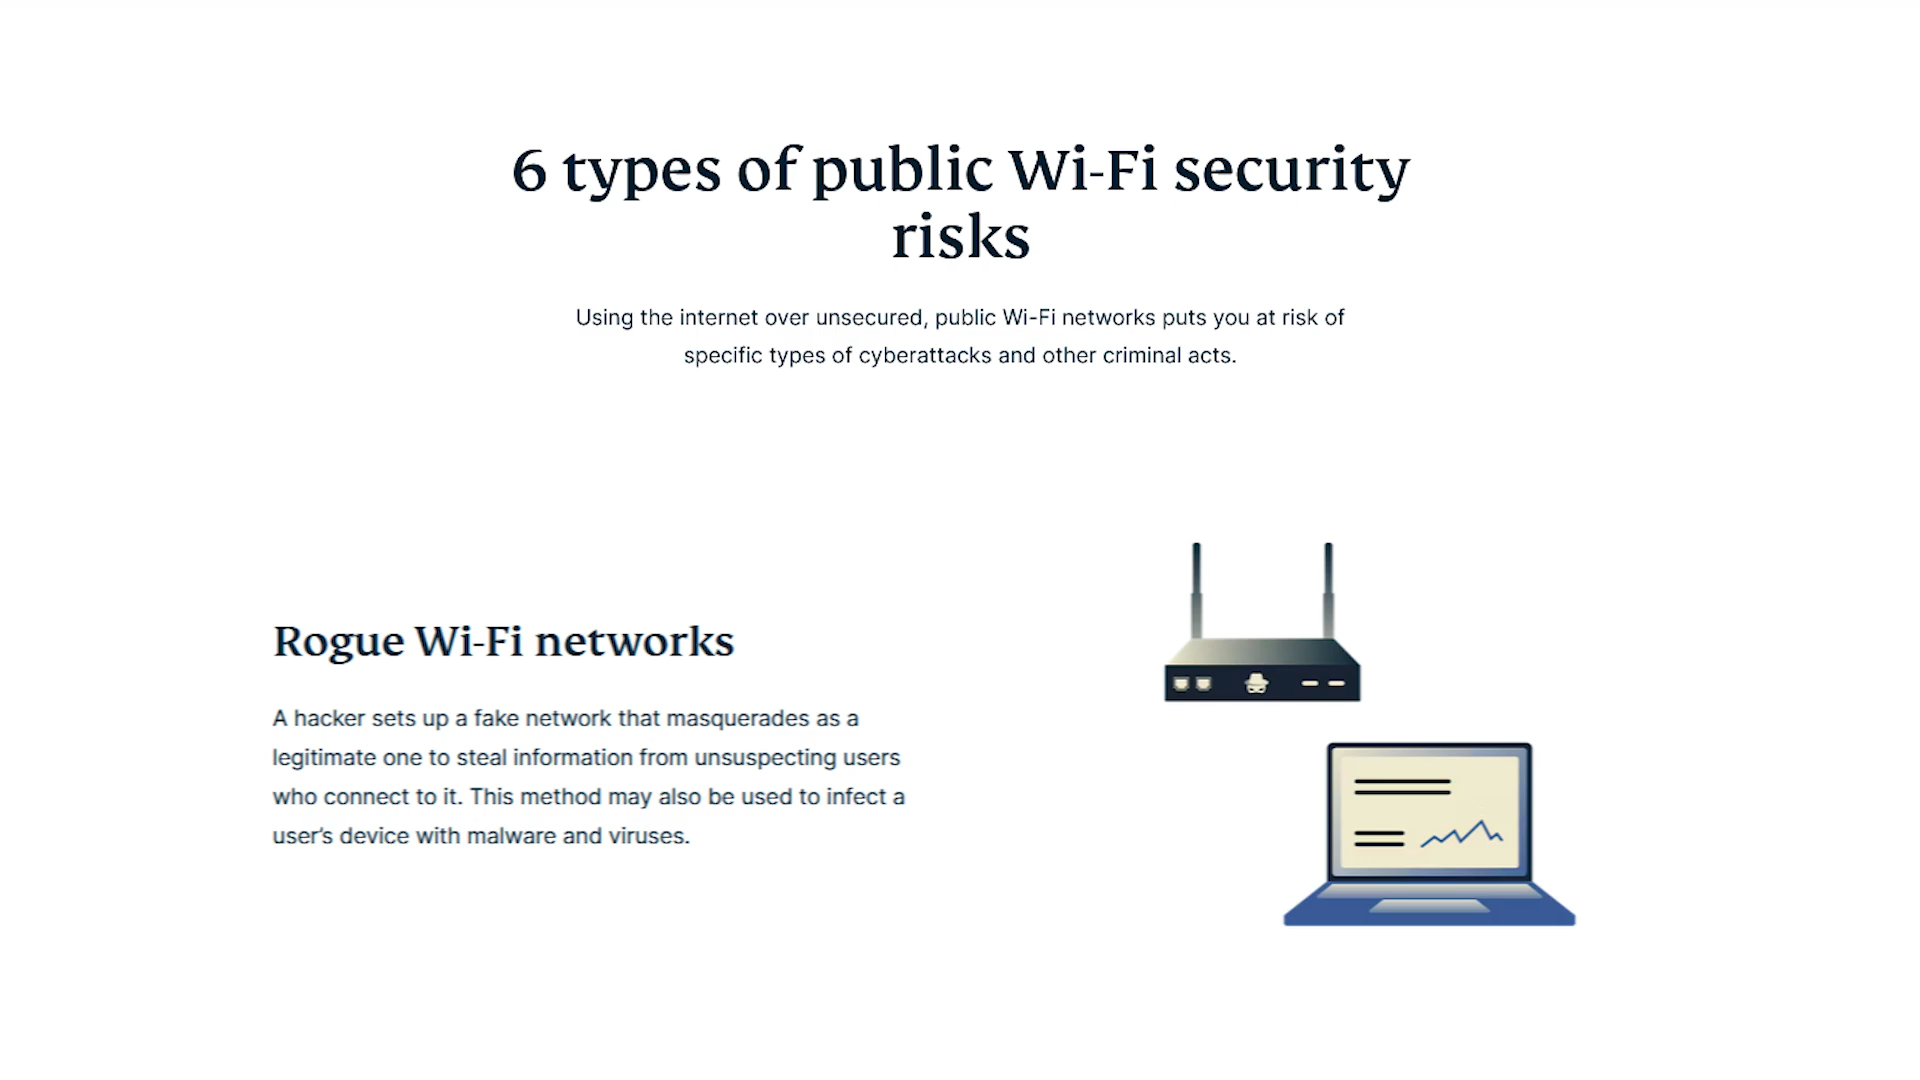 6 types of public Wi-Fi security
risks
Using the internet over unsecured, public Wi-Fi networks puts you at risk of
specific types of cyberattacks and other criminal acts.
Rogue Wi-Fi networks
A hacker sets up a fake network that masquerades as a
legitimate one to steal information from unsuspecting users
who connect to it. This method may also be used to infect a
user’s device with malware and viruses.